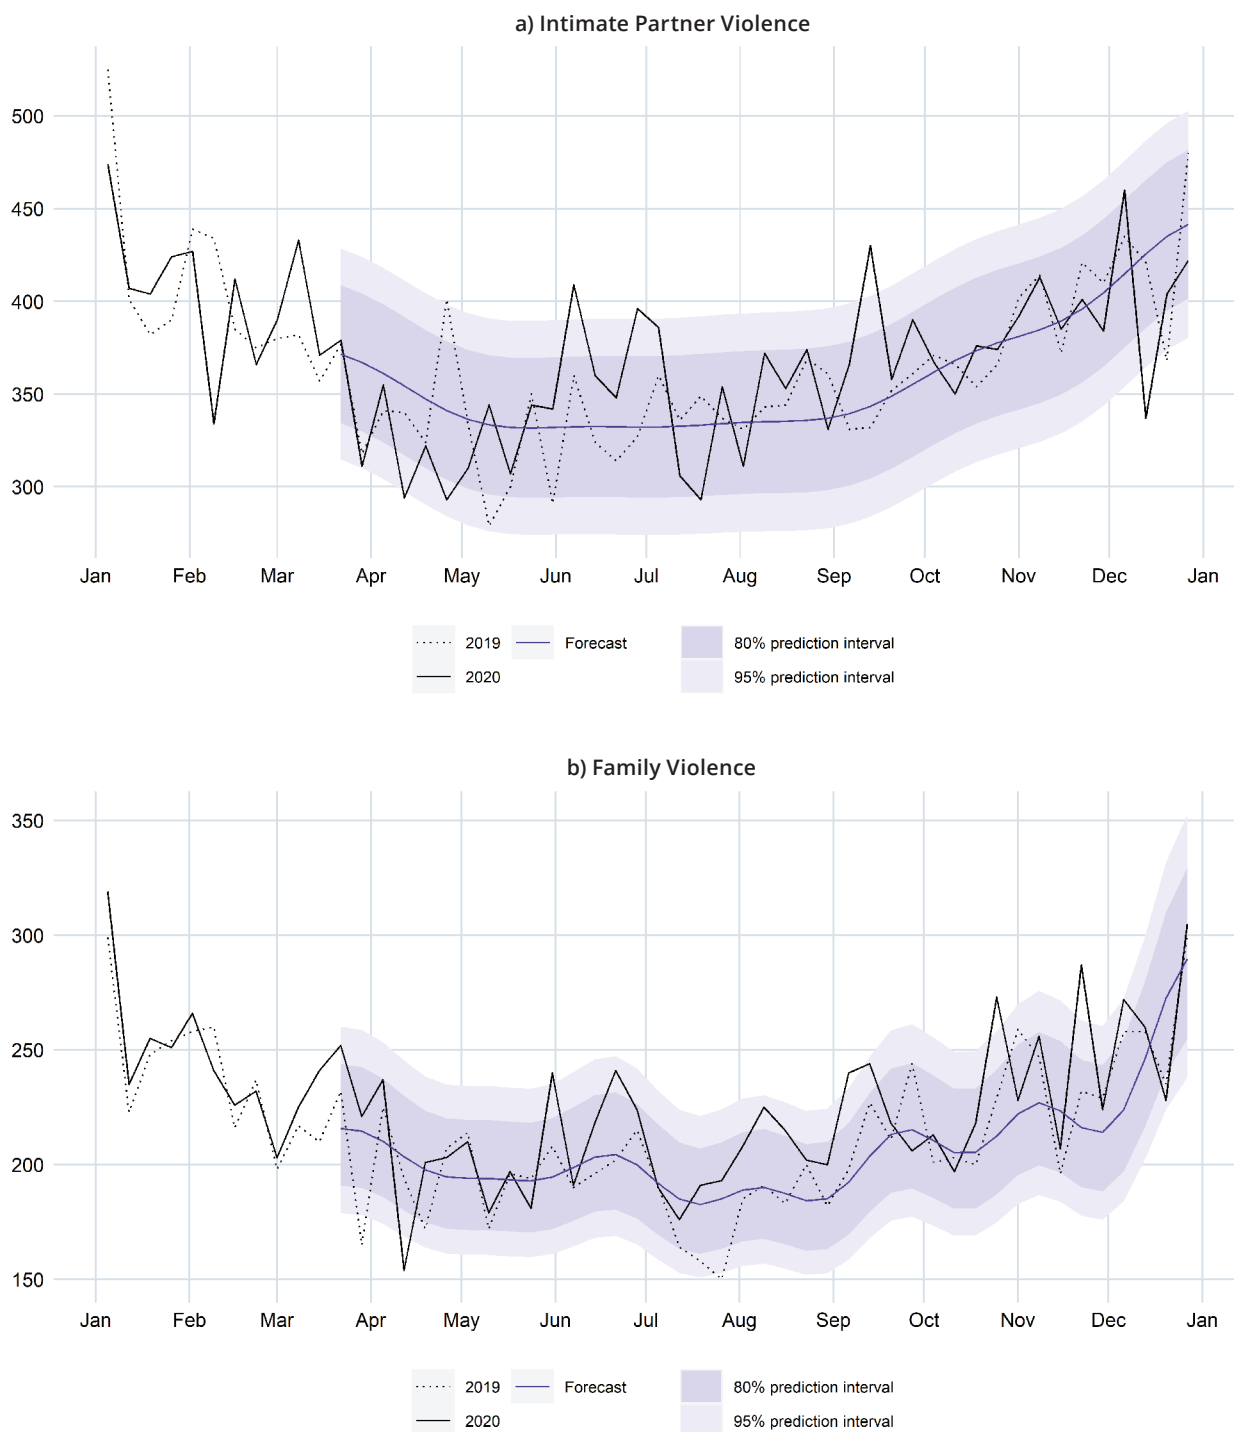 a) Intimate Partner Violence
500
450
400
350
300
Jan Feb Mar Apr May Jun Jul Aug Sep Oct Nov Dec Jan
2019 Forecast 80% prediction interval
2020 95% prediction interval
b) Family Violence
350
300
250
200
150
Jan Feb Mar Apr May Jun Jul Aug Sep Oct Nov Dec Jan
2019 Forecast 80% prediction interval
2020 95% prediction interval